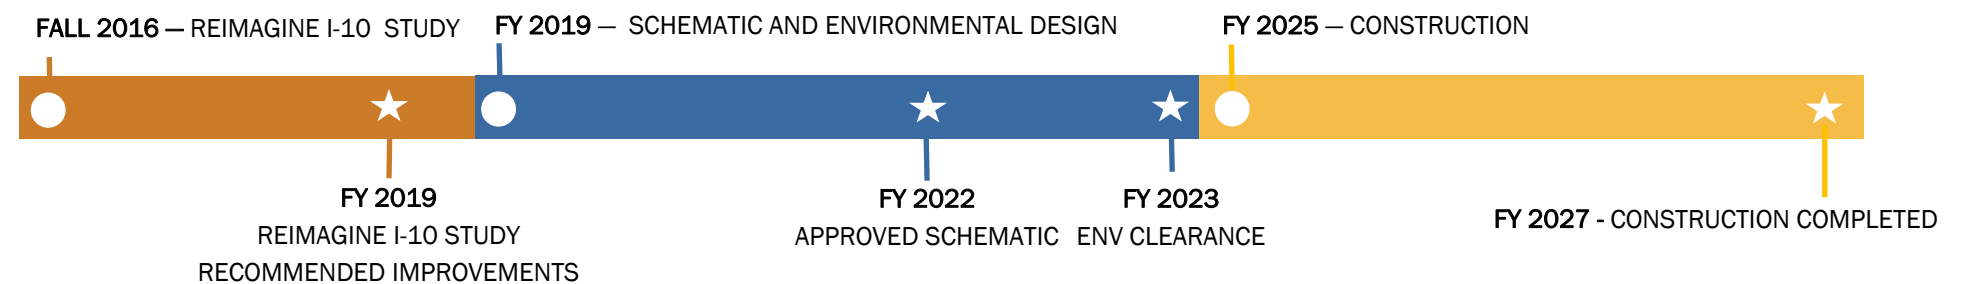 FALL 2016 — REIMAGINE I-10 STUDY
FY 2019 — SCHEMATIC AND ENVIRONMENTAL DESIGN
FY 2025 — CONSTRUCTION
FY 2019
REIMAGINE I-10 STUDY
RECOMMENDED IMPROVEMENTS
FY 2022
APPROVED SCHEMATIC
FY 2023
ENV CLEARANCE
FY 2027 - CONSTRUCTION COMPLETED